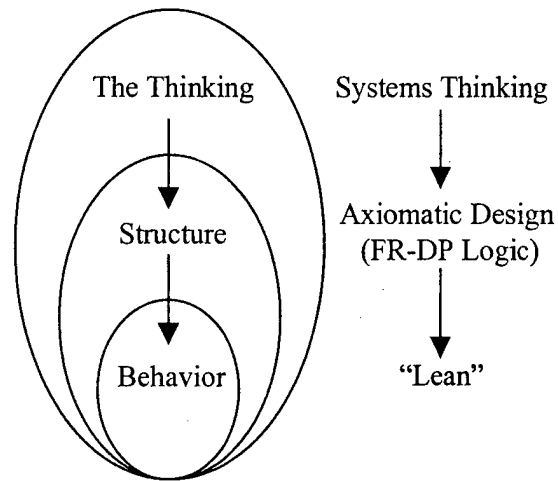 The Thinking
Systems Thinking
Structure
Axiomatic Design
(FR-DP Logic)
Behavior
“Lean”